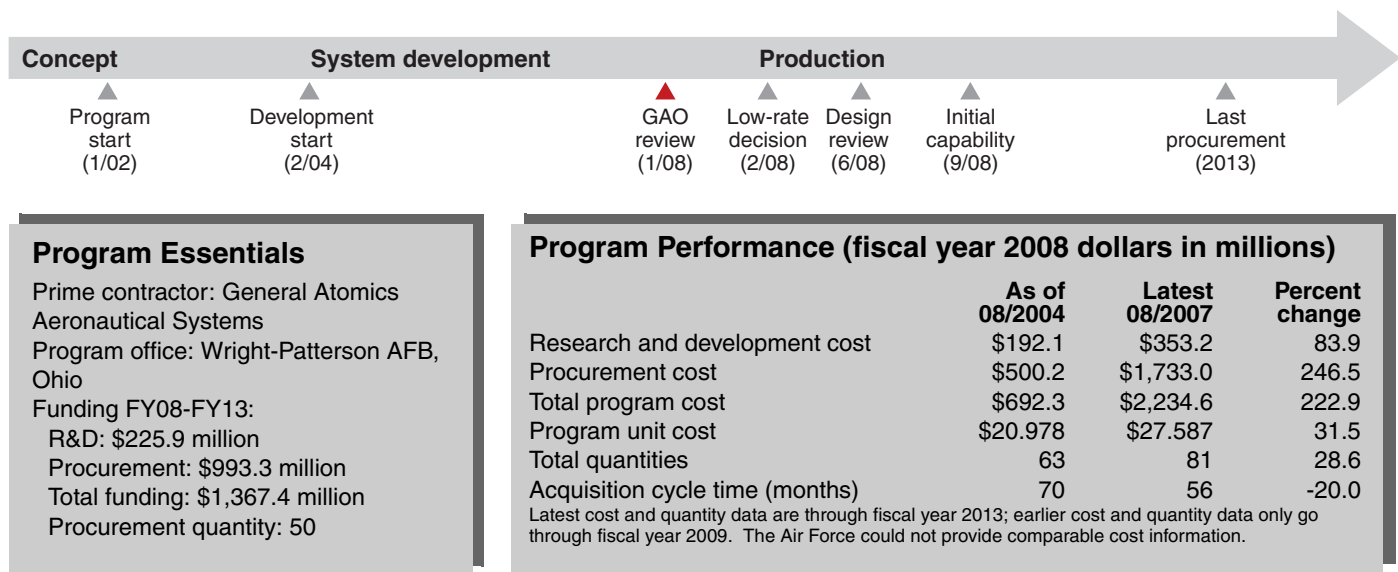 Concept System development Production
Program
start
(1/02)
Development
start
(2/04)
GAO
review
(1/08)
Low-rate
decision
(2/08)
Design
review
(6/08)
Initial
capability
(9/08)
Last
procurement
(2013)
Program Essentials
Prime contractor: General Atomics
Aeronautical Systems
Program office: Wright-Patterson AFB,
Ohio
Funding FY08-FY13:
R&D: $225.9 million
Procurement: $993.3 million
Total funding: $1,367.4 million
Procurement quantity: 50
Program Performance (fiscal year 2008 dollars in millions)
As of Latest Percent
08/2004 08/2007 change
Research and development cost $192.1 $353.2 83.9
Procurement cost $500.2 $1,733.0 246.5
Total program cost $692.3 $2,234.6 222.9
Program unit cost $20.978 $27.587 31.5
Total quantities 63 81 28.6
Acquisition cycle time (months) 70 56 -20.0
Latest cost and quantity data are through fiscal year 2013; earlier cost and quantity data only go
through fiscal year 2009. The Air Force could not provide comparable cost information.